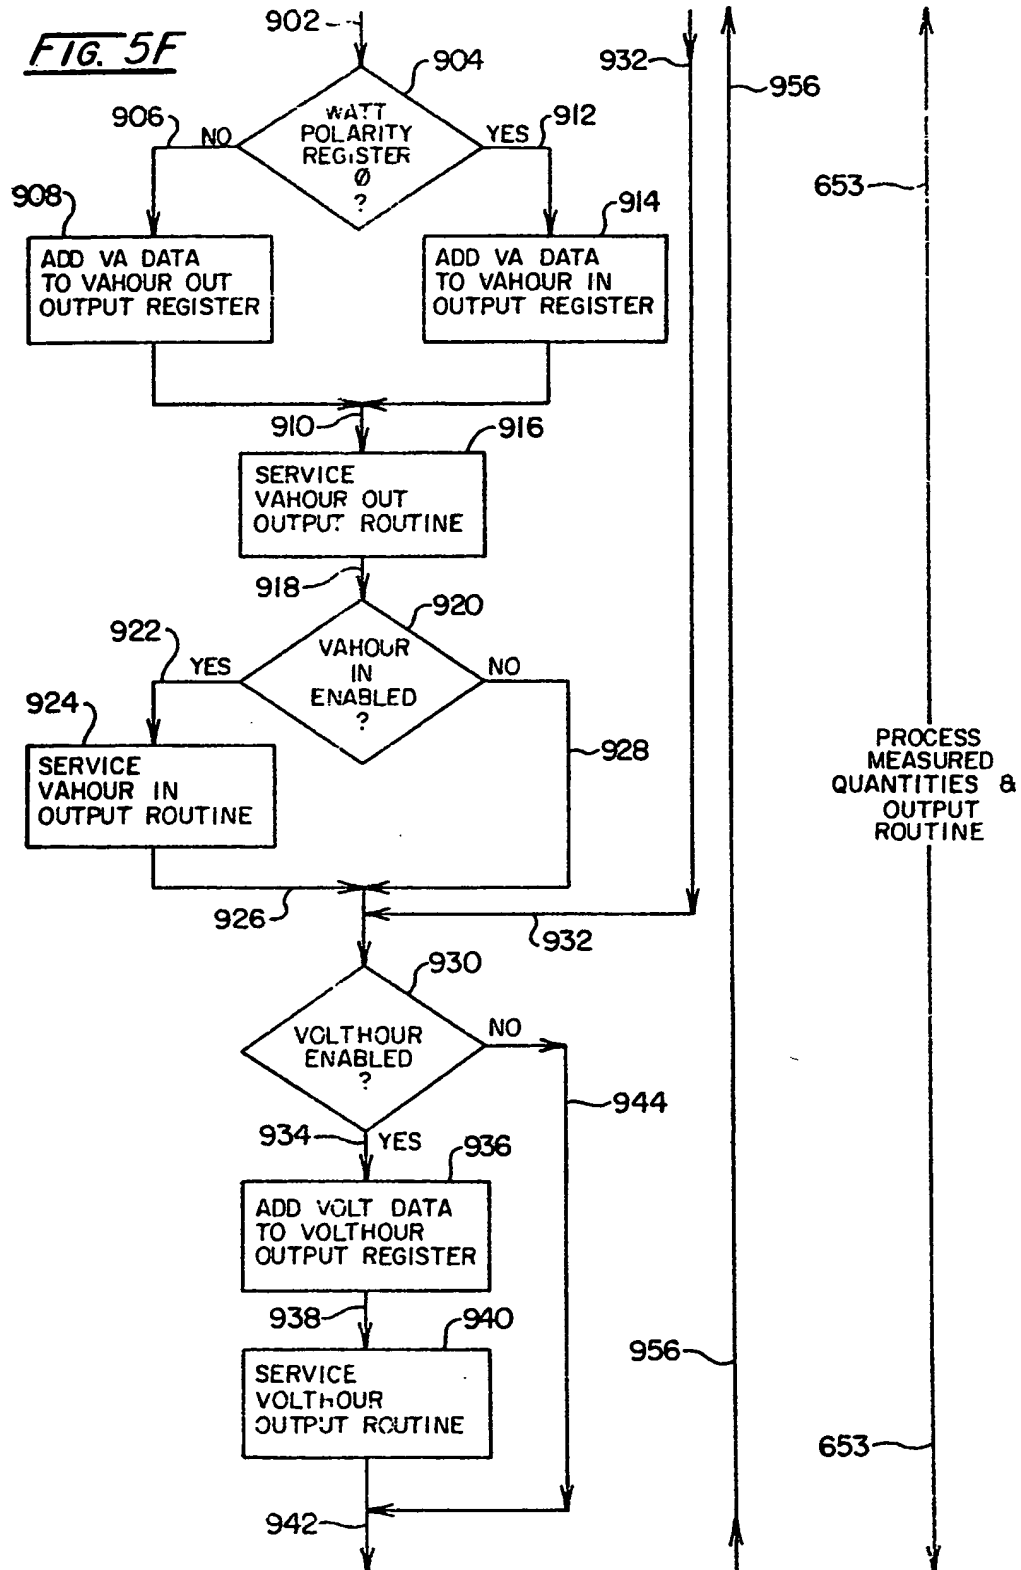 FIG. 5F
902
904
932
956
906
NO
WATT
POLARITY
REGISTER
Ø
?
YES
912
653
908
914
ADD VA DATA
TO VAHOUR OUT
OUTPUT REGISTER
ADD VA DATA
TO VAHOUR IN
OUTPUT REGISTER
910
916
SERVICE
VAHOUR OUT
OUTPUT ROUTINE
918
920
922
YES
VAHOUR
IN
ENABLED
?
NO
924
928
SERVICE
VAHOUR IN
OUTPUT ROUTINE
PROCESS
MEASURED
QUANTITIES &
OUTPUT
ROUTINE
926
932
930
VOLTHOUR
ENABLED
?
NO
944
934
YES
936
ADD VOLT DATA
TO VOLTHOUR
OUTPUT REGISTER
938
940
956
SERVICE
VOLTHOUR
OUTPUT ROUTINE
653
942